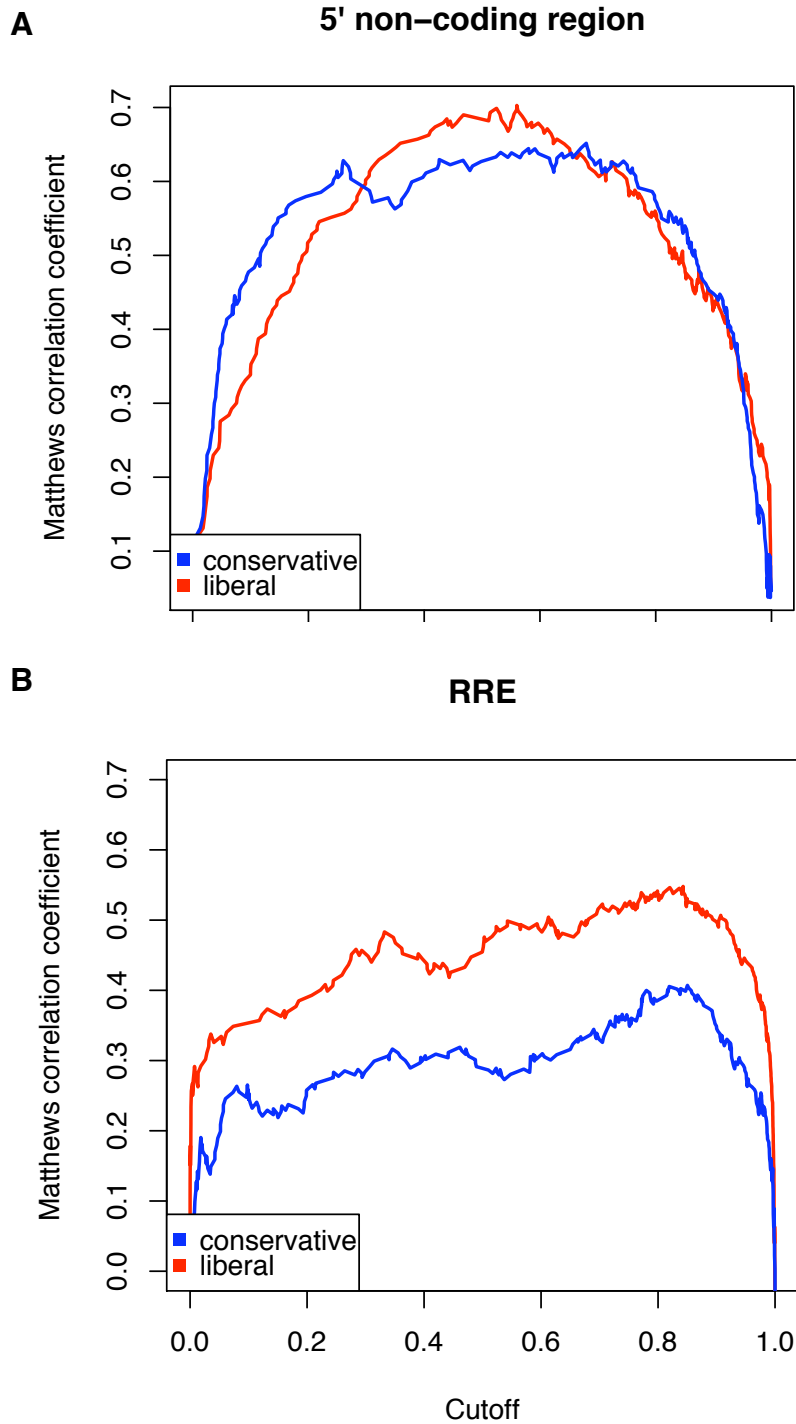 A
5' non−coding region
Matthews correlation coefficient
0.7
0.6
0.5
0.4
0.3
0.2
0.1
conservative
liberal
B
RRE
Matthews correlation coefficient
0.7
0.6
0.5
0.4
0.3
0.2
0.1
0.0
conservative
liberal
0.0 0.2 0.4 0.6 0.8 1.0
Cutoff